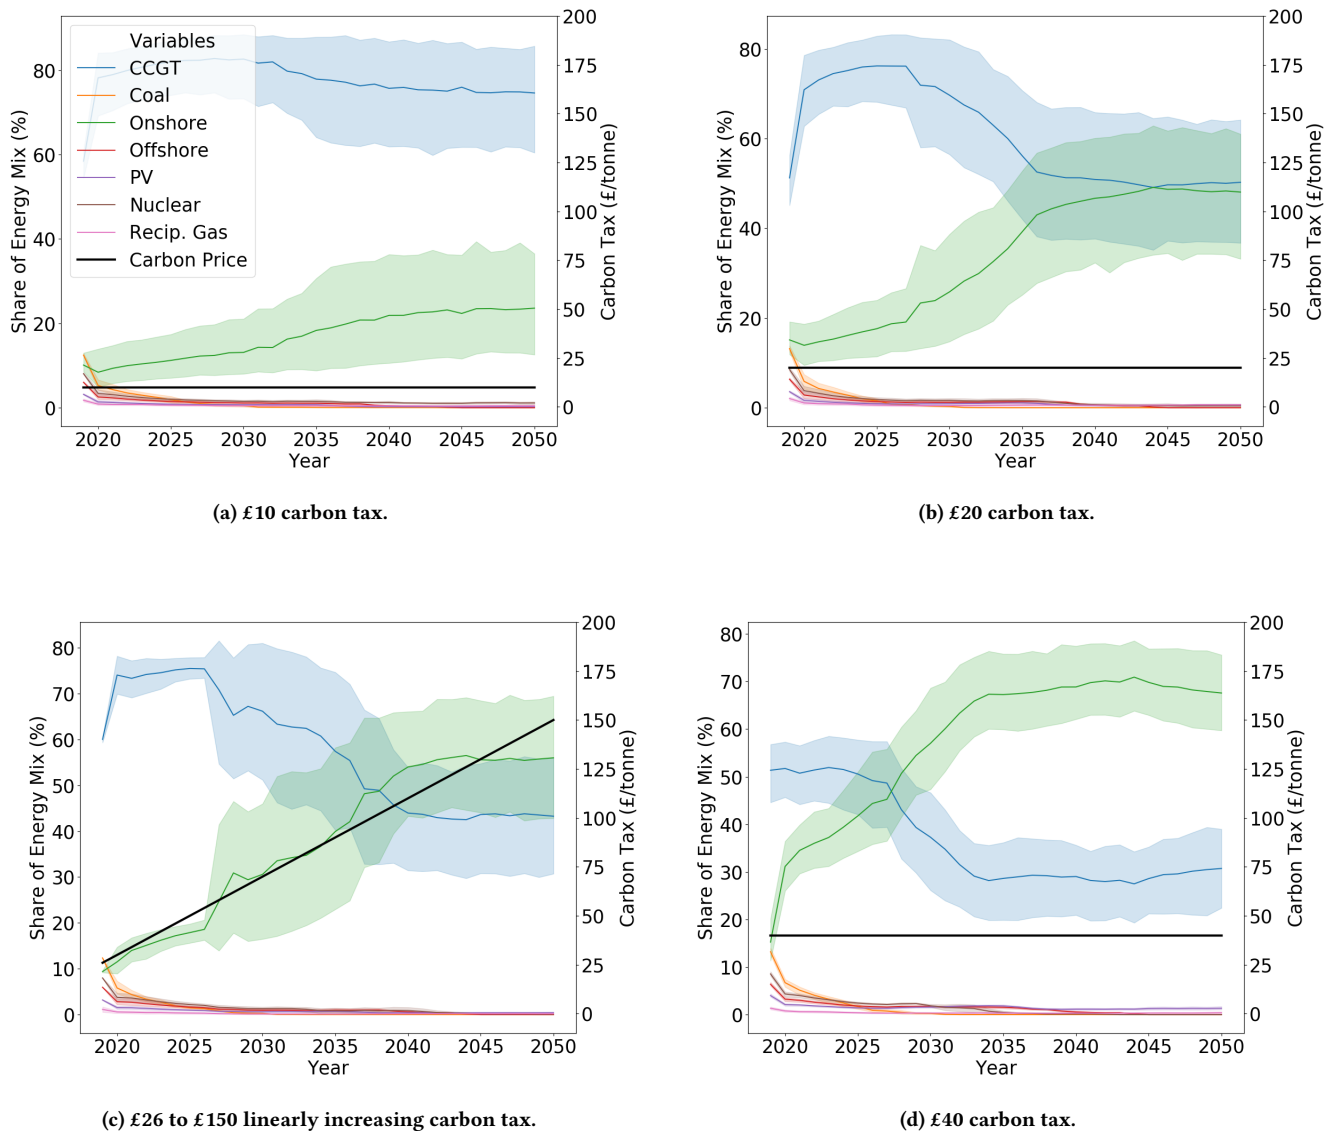 Variables
CCGT
Coal
Onshore
Offshore
PV
Nuclear
Recip. Gas
Carbon Price
Share of Energy Mix (%)
80
60
40
20
0
200
175
150
125
100
75
50
25
0
Carbon Tax (£/tonne)
2020 2025 2030 2035 2040 2045 2050
Year
(a) £10 carbon tax.
Share of Energy Mix (%)
80
60
40
20
0
200
175
150
125
100
75
50
25
0
Carbon Tax (£/tonne)
2020 2025 2030 2035 2040 2045 2050
Year
(b) £20 carbon tax.
Share of Energy Mix (%)
80
70
60
50
40
30
20
10
0
200
175
150
125
100
75
50
25
0
Carbon Tax (£/tonne)
2020 2025 2030 2035 2040 2045 2050
Year
(c) £26 to £150 linearly increasing carbon tax.
Share of Energy Mix (%)
80
70
60
50
40
30
20
10
0
200
175
150
125
100
75
50
25
0
Carbon Tax (£/tonne)
2020 2025 2030 2035 2040 2045 2050
Year
(d) £40 carbon tax.